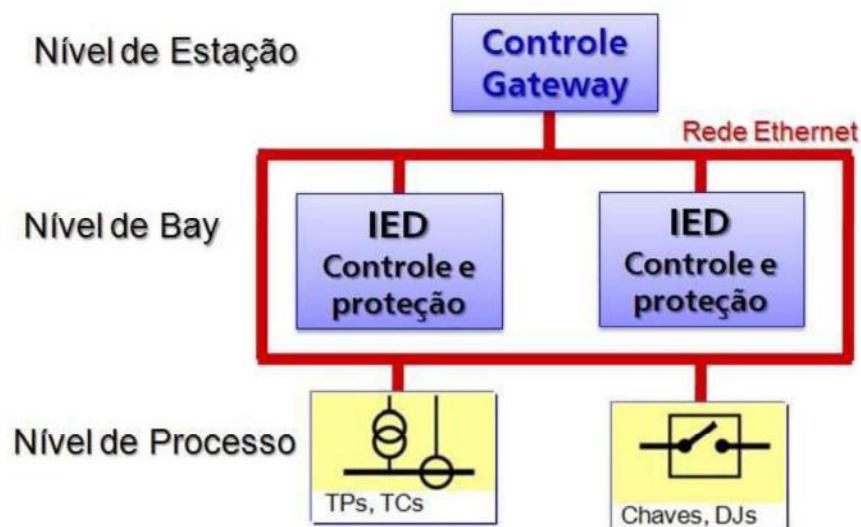 Nível de Estação
Controle
Gateway
Rede Ethernet
Nível de Bay
IED
Controle e
proteção
IED
Controle e
proteção
Nível de Processo
TPs, TCs
Chaves, DJs